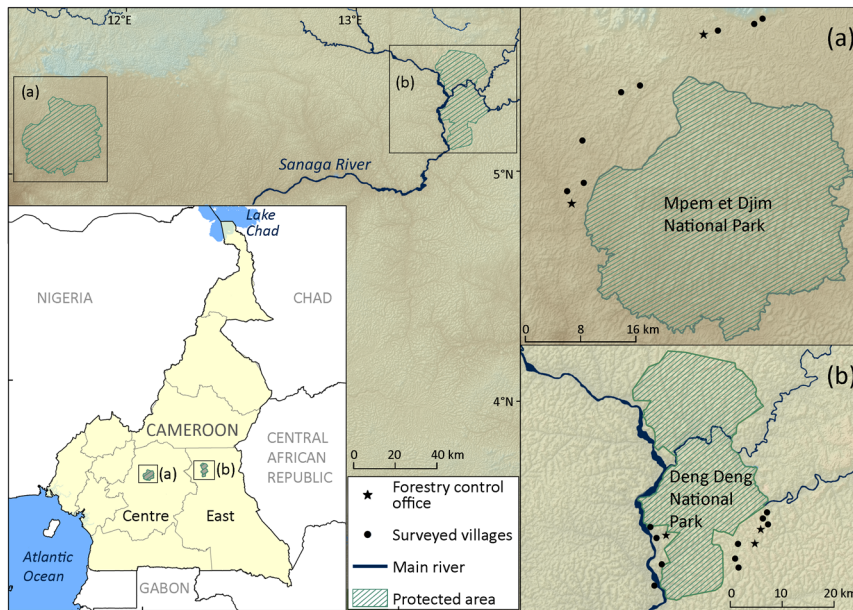 12°E
13°E
(a)
(b)
Sanaga River
5°N
Lake
Chad
NIGERIA
CHAD
CAMEROON
CENTRAL
AFRICAN
REPUBLIC
(a)
(b)
Centre
East
Atlantic
Ocean
GABON
4°N
0 20 40 km
Forestry control
office
Surveyed villages
Main river
Protected area
(a)
Mpem et Djim
National Park
0 8 16 km
(b)
Deng Deng
National
Park
0 10 20 km